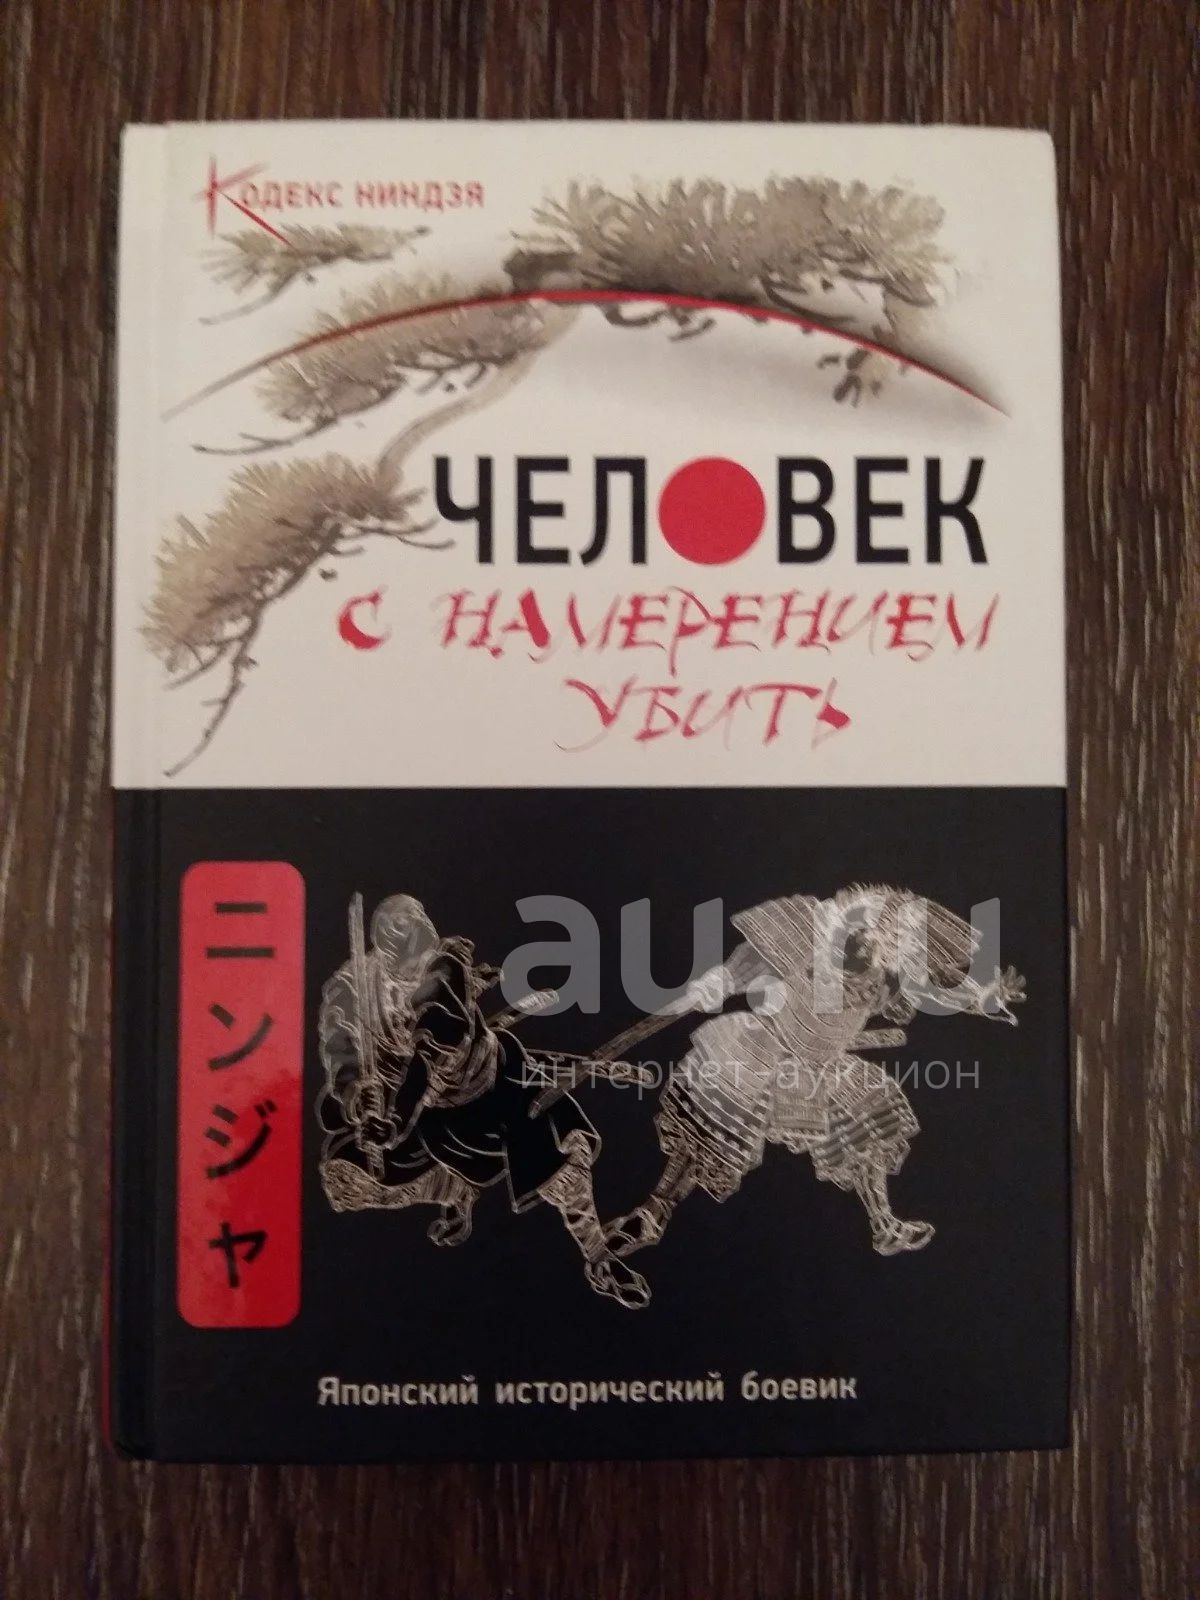 Кодекс ниндзя
ЧЕЛОВЕК
С НАМЕРЕНИЕМ
УБИТЬ
ニンジャ
au.ru
интернет-аукцион
Японский исторический боевик